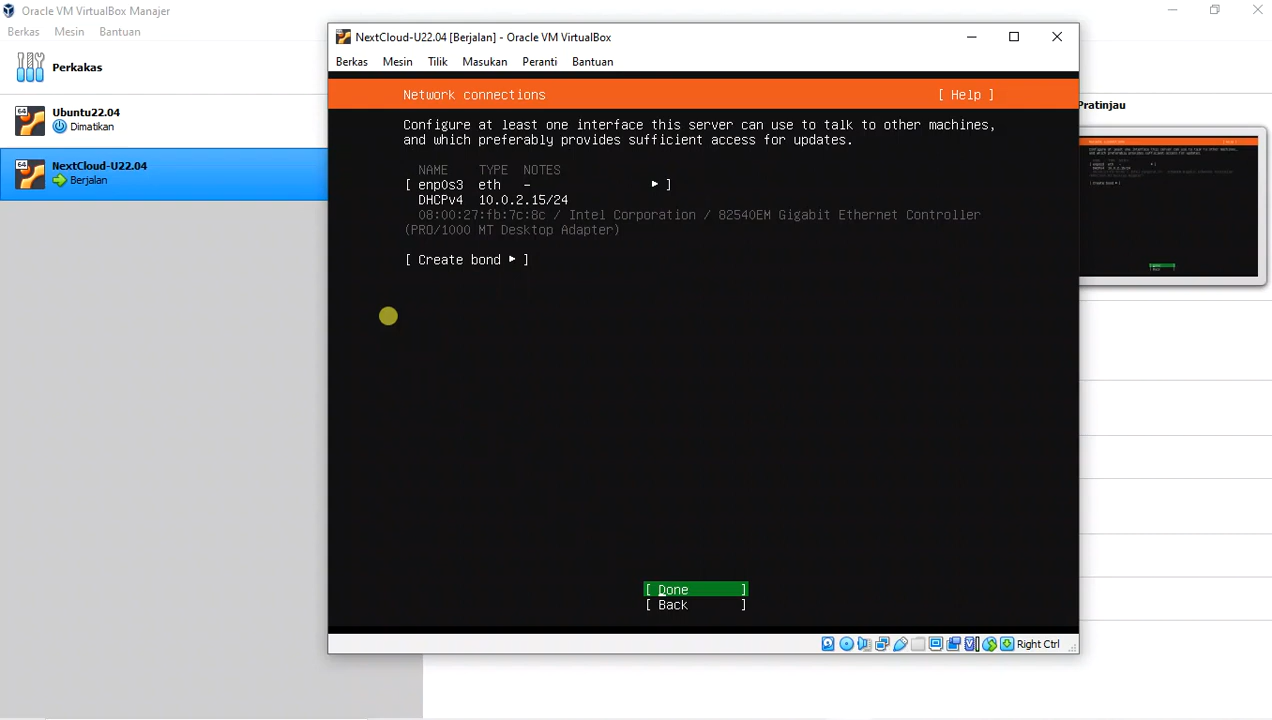 Oracle VM VirtualBox Manajer
Berkas Mesin Bantuan
Perkakas
64 Ubuntu22.04
Dimatikan
64 NextCloud-U22.04
Berjalan
NextCloud-U22.04 [Berjalan] - Oracle VM VirtualBox
Berkas Mesin Tilik Masukan Peranti Bantuan
Network connections [ Help ]
Configure at least one interface this server can use to talk to other machines,
and which preferably provides sufficient access for updates.
NAME TYPE NOTES
[ enp0s3 eth - ▸ ]
DHCPv4 10.0.2.15/24
08:00:27:fb:7c:8c / Intel Corporation / 82540EM Gigabit Ethernet Controller
(PRO/1000 MT Desktop Adapter)
[ Create bond ▸ ]
[ Done ]
[ Back ]
Right Ctrl
Pratinjau